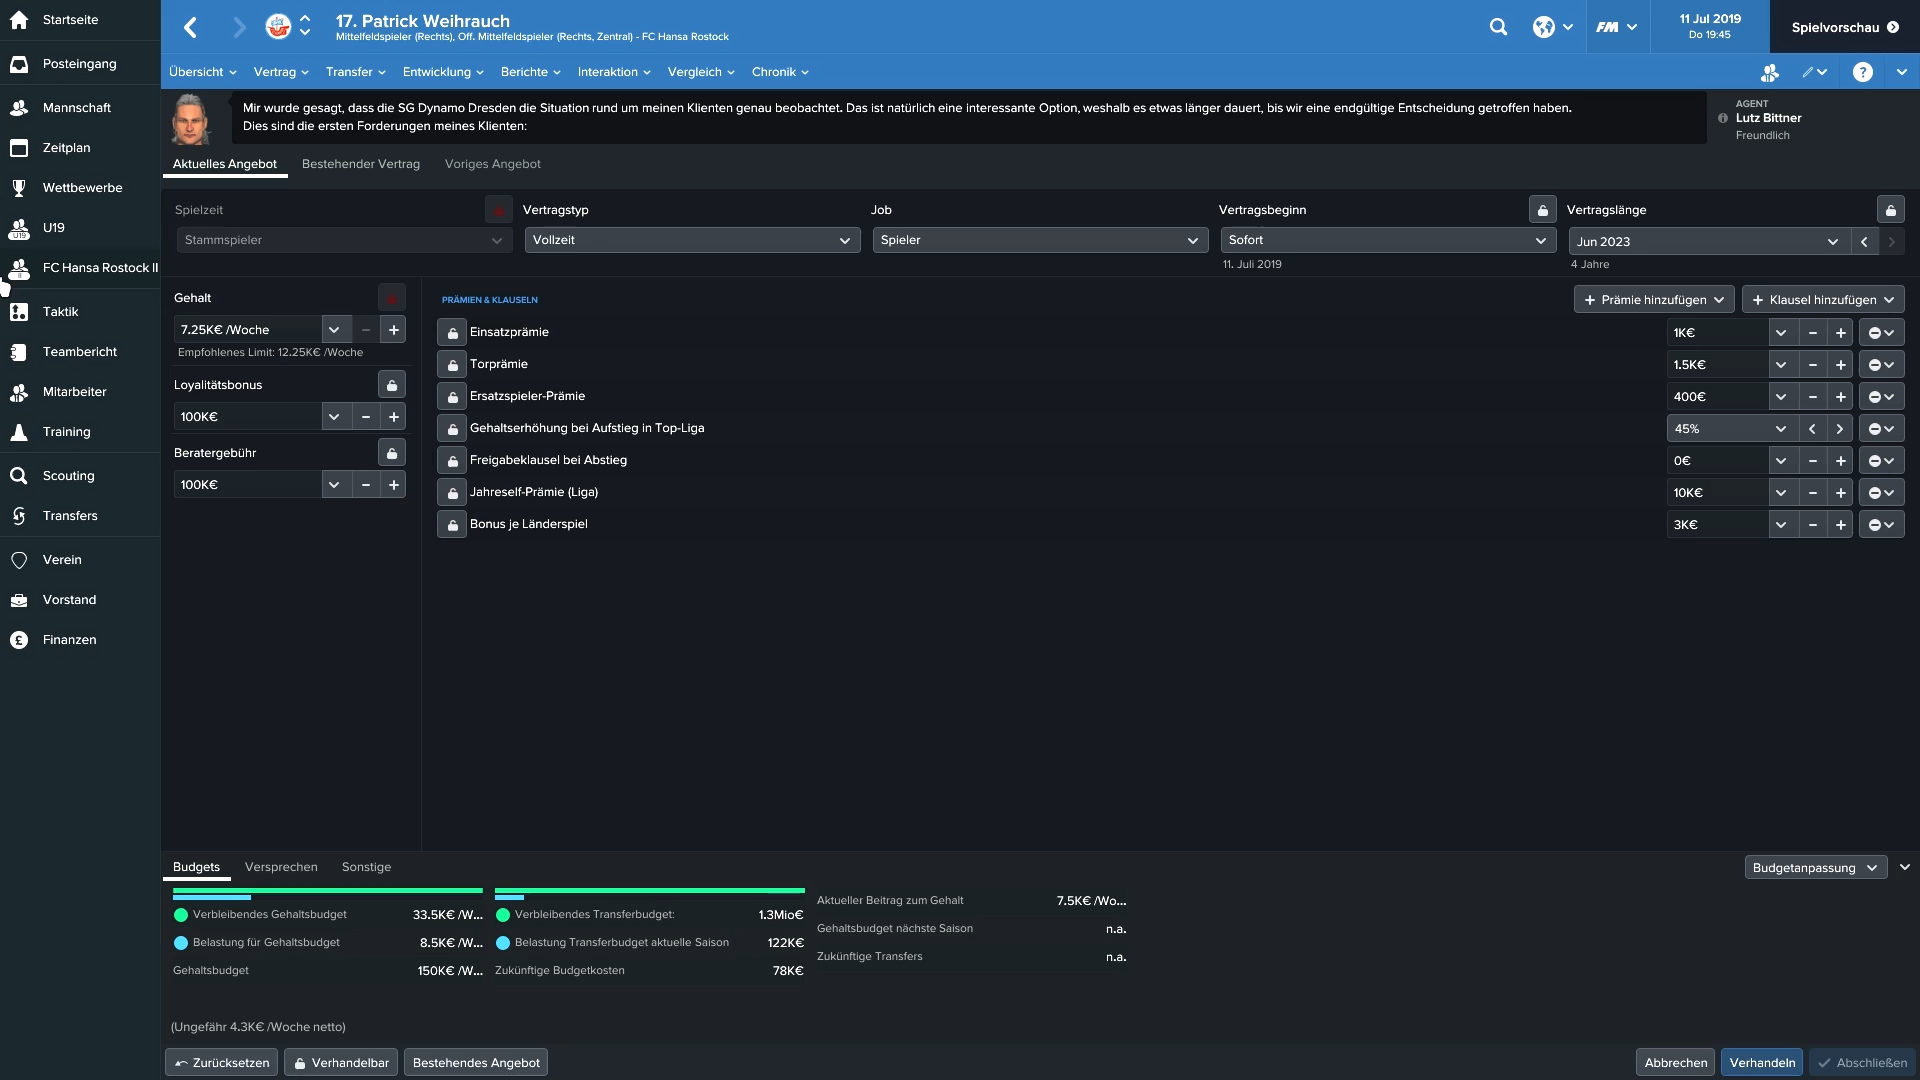 Startseite
Posteingang
Mannschaft
Zeitplan
Wettbewerbe
U19
FC Hansa Rostock II
Taktik
Teambericht
Mitarbeiter
Training
Scouting
Transfers
Verein
Vorstand
Finanzen
17. Patrick Weihrauch
Mittelfeldspieler (Rechts), Off. Mittelfeldspieler (Rechts, Zentral) - FC Hansa Rostock
FM
11 Jul 2019
Do 19:45
Spielvorschau
Übersicht Vertrag Transfer Entwicklung Berichte Interaktion Vergleich Chronik
Mir wurde gesagt, dass die SG Dynamo Dresden die Situation rund um meinen Klienten genau beobachtet. Das ist natürlich eine interessante Option, weshalb es etwas länger dauert, bis wir eine endgültige Entscheidung getroffen haben.
Dies sind die ersten Forderungen meines Klienten:
AGENT
Lutz Bittner
Freundlich
Aktuelles Angebot Bestehender Vertrag Voriges Angebot
Spielzeit Vertragstyp Job Vertragsbeginn Vertragslänge
Stammspieler Vollzeit Spieler Sofort Jun 2023
11. Juli 2019 4 Jahre
Gehalt
7.25K€ /Woche
Empfohlenes Limit: 12.25K€ /Woche
Loyalitätsbonus
100K€
Beratergebühr
100K€
PRÄMIEN & KLAUSELN
+ Prämie hinzufügen + Klausel hinzufügen
Einsatzprämie 1K€
Torprämie 1.5K€
Ersatzspieler-Prämie 400€
Gehaltserhöhung bei Aufstieg in Top-Liga 45%
Freigabeklausel bei Abstieg 0€
Jahreself-Prämie (Liga) 10K€
Bonus je Länderspiel 3K€
Budgets Versprechen Sonstige
Budgetanpassung
Verbleibendes Gehaltsbudget 33.5K€ /W...
Belastung für Gehaltsbudget 8.5K€ /W...
Gehaltsbudget 150K€ /W...
Verbleibendes Transferbudget: 1.3Mio€
Belastung Transferbudget aktuelle Saison 122K€
Zukünftige Budgetkosten 78K€
Aktueller Beitrag zum Gehalt 7.5K€ /Wo...
Gehaltsbudget nächste Saison n.a.
Zukünftige Transfers n.a.
(Ungefähr 4.3K€ /Woche netto)
Zurücksetzen Verhandelbar Bestehendes Angebot
Abbrechen Verhandeln Abschließen